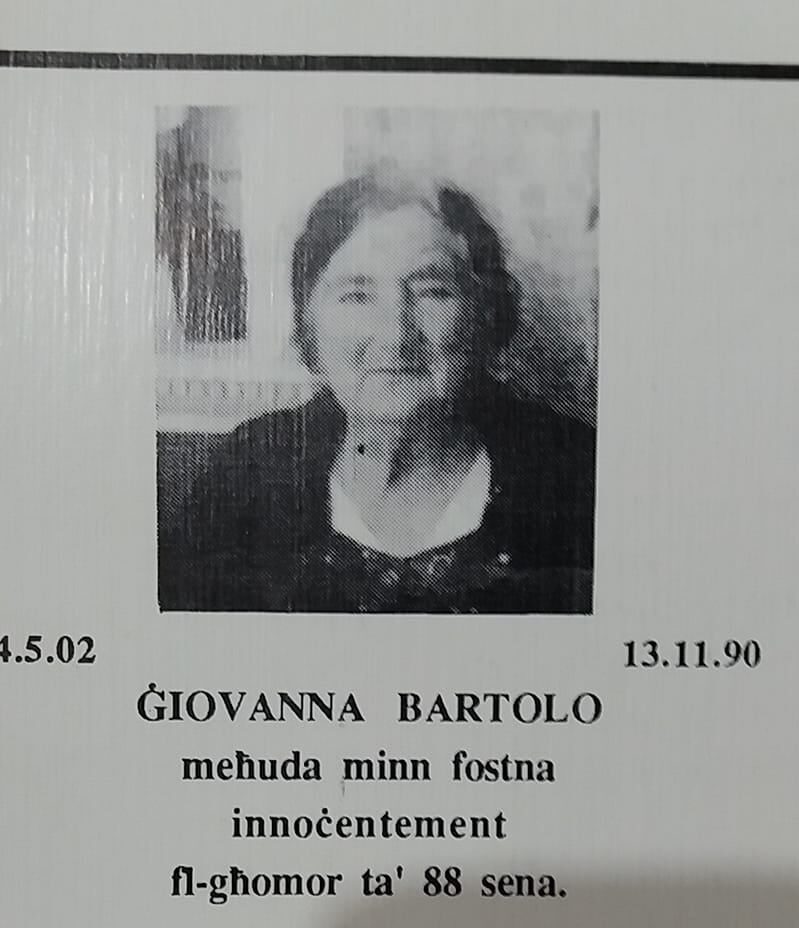 4.5.02
13.11.90
ĠIOVANNA BARTOLO
meħuda minn fostna
innoċentement
fl-għomor ta' 88 sena.